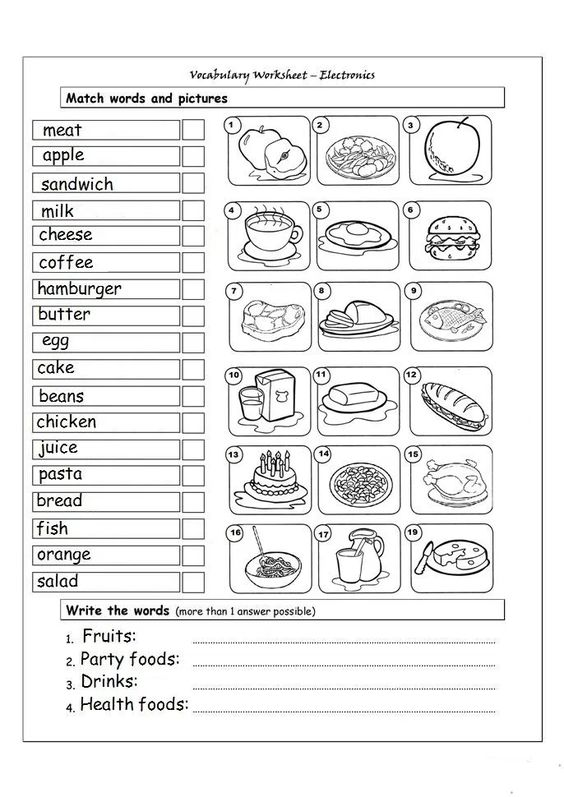 Vocabulary Worksheet – Electronics
Match words and pictures
meat
apple
sandwich
milk
cheese
coffee
hamburger
butter
egg
cake
beans
chicken
juice
pasta
bread
fish
orange
salad
1 2 3
4 5 6
7 8 9
10 11 12
13 14 15
16 17 19
Write the words (more than 1 answer possible)
1. Fruits:
2. Party foods:
3. Drinks:
4. Health foods: